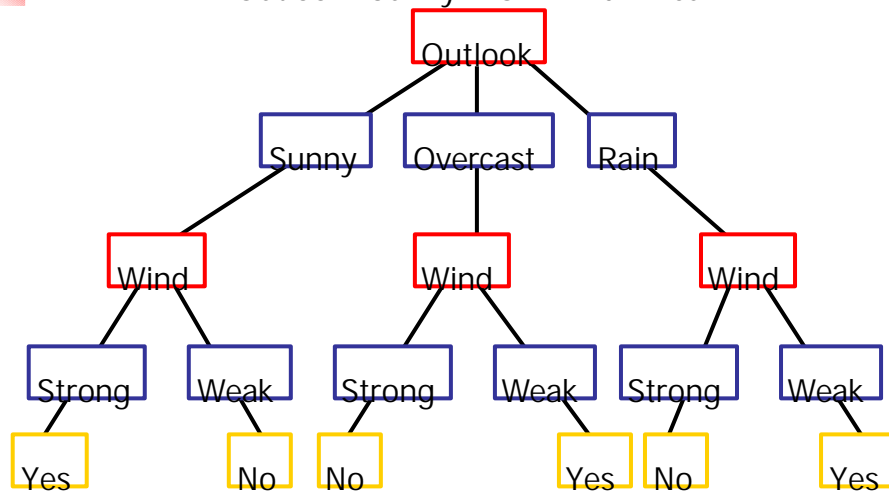 Outlook
Sunny Overcast Rain
Wind Wind Wind
Strong Weak Strong Weak Strong Weak
Yes No No Yes No Yes